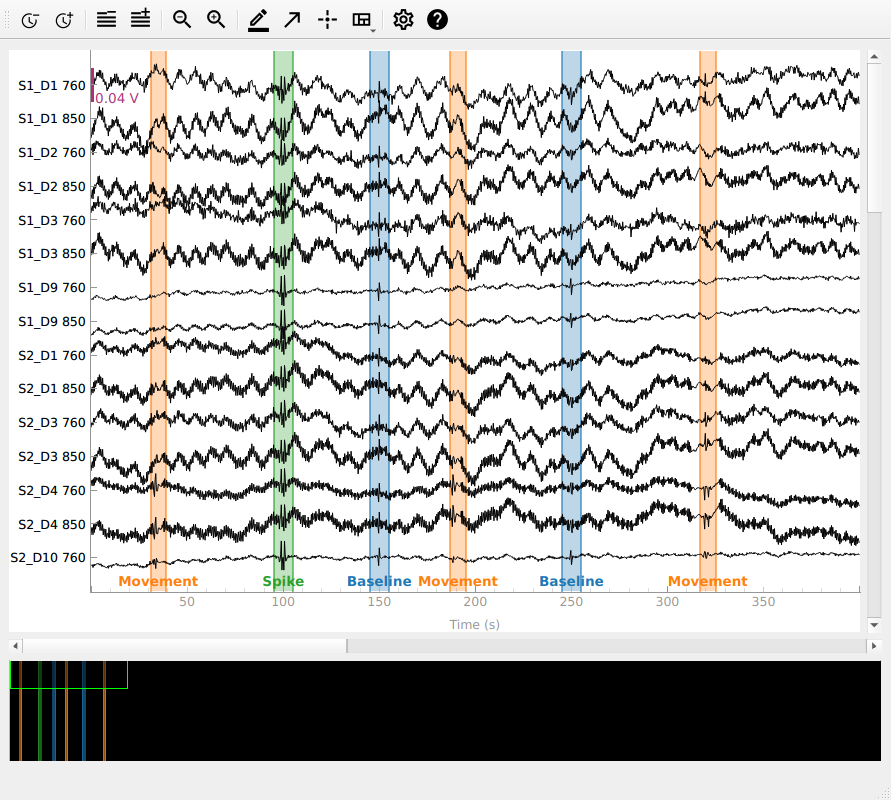 S1_D1 760
0.04 V
S1_D1 850
S1_D2 760
S1_D2 850
S1_D3 760
S1_D3 850
S1_D9 760
S1_D9 850
S2_D1 760
S2_D1 850
S2_D3 760
S2_D3 850
S2_D4 760
S2_D4 850
S2_D10 760
Movement Spike Baseline Movement Baseline Movement
50 100 150 200 250 300 350
Time (s)